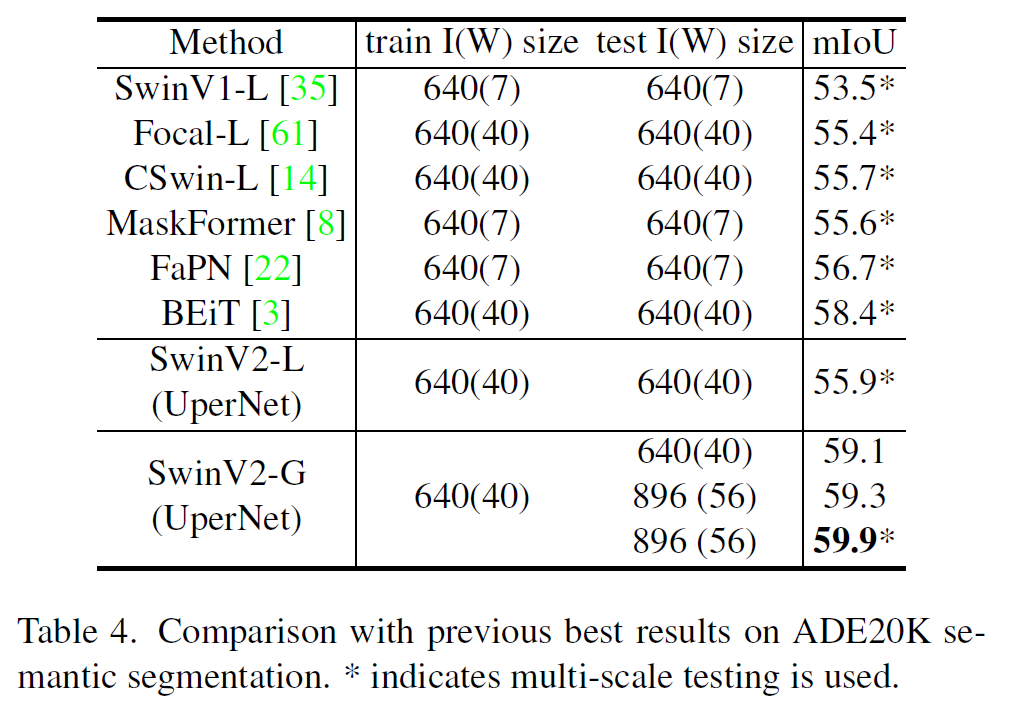 Method train I(W) size test I(W) size mIoU
SwinV1-L [35] 640(7) 640(7) 53.5*
Focal-L [61] 640(40) 640(40) 55.4*
CSwin-L [14] 640(40) 640(40) 55.7*
MaskFormer [8] 640(7) 640(7) 55.6*
FaPN [22] 640(7) 640(7) 56.7*
BEiT [3] 640(40) 640(40) 58.4*
SwinV2-L
(UperNet) 640(40) 640(40) 55.9*
SwinV2-G
(UperNet) 640(40) 640(40) 59.1
896 (56) 59.3
896 (56) 59.9*
Table 4. Comparison with previous best results on ADE20K se-
mantic segmentation. * indicates multi-scale testing is used.